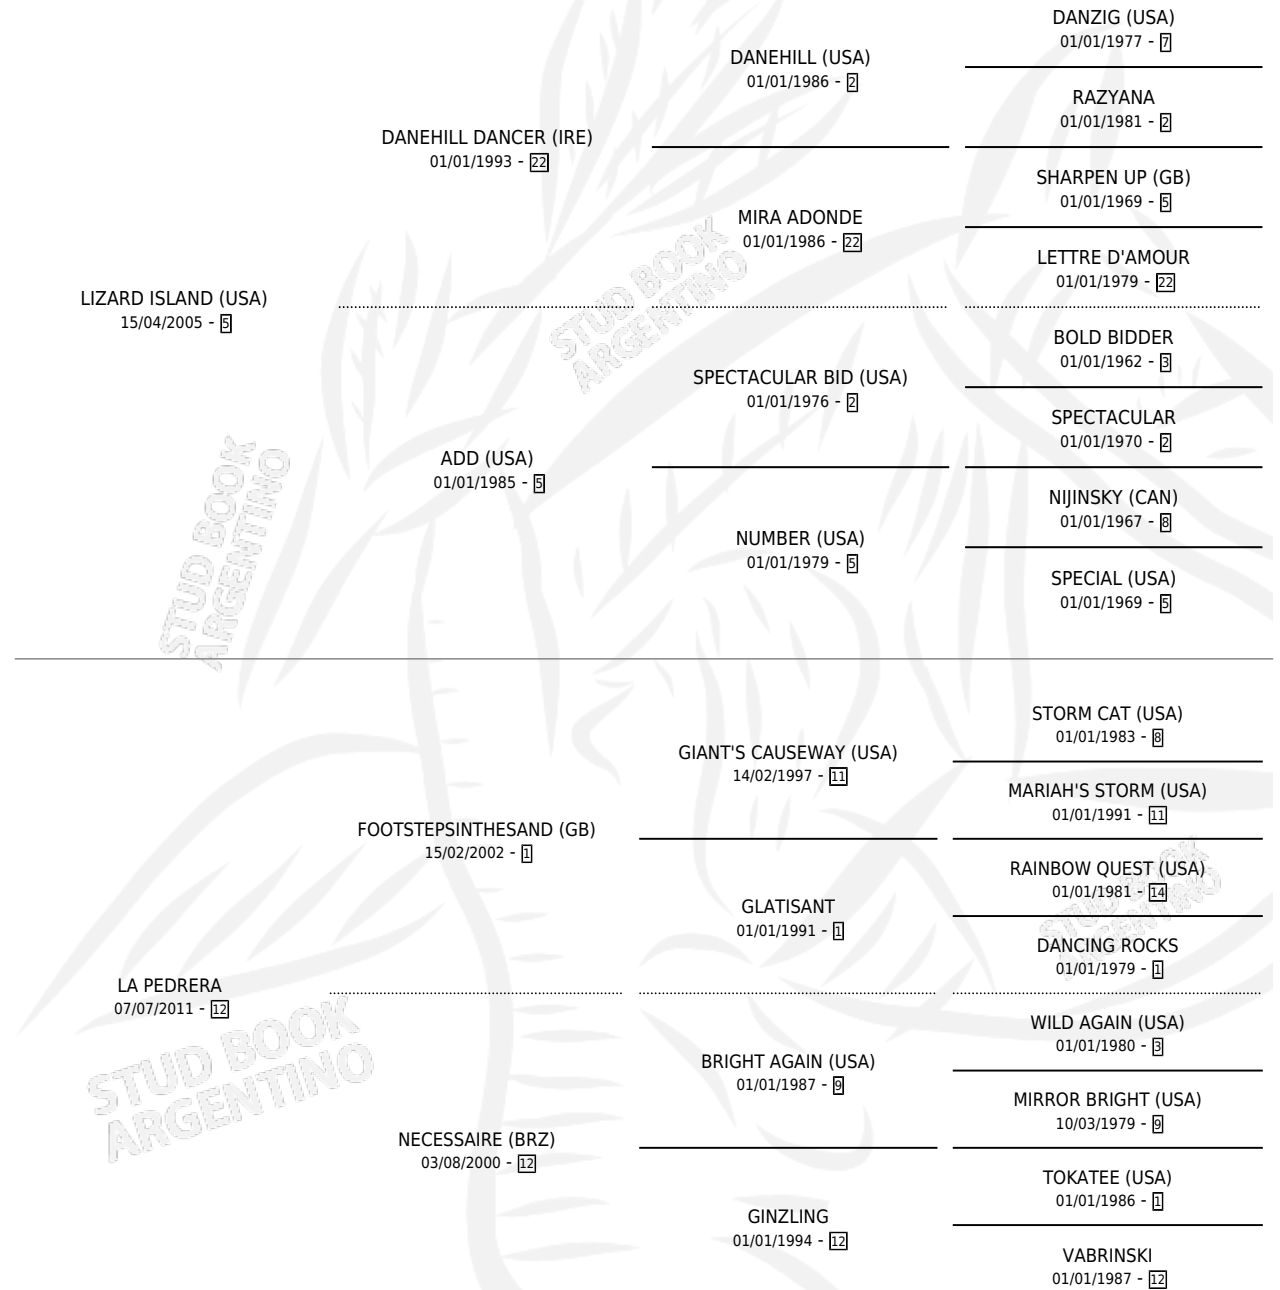 DANZIG (USA)
01/01/1977 - 7
DANEHILL (USA)
01/01/1986 - 2
RAZYANA
01/01/1981 - 2
DANEHILL DANCER (IRE)
01/01/1993 - 22
SHARPEN UP (GB)
01/01/1969 - 5
MIRA ADONDE
01/01/1986 - 22
LETTRE D'AMOUR
01/01/1979 - 22
LIZARD ISLAND (USA)
15/04/2005 - 5
BOLD BIDDER
01/01/1962 - 3
SPECTACULAR BID (USA)
01/01/1976 - 2
SPECTACULAR
01/01/1970 - 2
ADD (USA)
01/01/1985 - 5
NIJINSKY (CAN)
01/01/1967 - 8
NUMBER (USA)
01/01/1979 - 5
SPECIAL (USA)
01/01/1969 - 5
STORM CAT (USA)
01/01/1983 - 8
GIANT'S CAUSEWAY (USA)
14/02/1997 - 11
MARIAH'S STORM (USA)
01/01/1991 - 11
FOOTSTEPSINTHESAND (GB)
15/02/2002 - 1
RAINBOW QUEST (USA)
01/01/1981 - 14
GLATISANT
01/01/1991 - 1
DANCING ROCKS
01/01/1979 - 1
LA PEDRERA
07/07/2011 - 12
WILD AGAIN (USA)
01/01/1980 - 3
BRIGHT AGAIN (USA)
01/01/1987 - 9
MIRROR BRIGHT (USA)
10/03/1979 - 9
NECESSAIRE (BRZ)
03/08/2000 - 12
TOKATEE (USA)
01/01/1986 - 1
GINZLING
01/01/1994 - 12
VABRINSKI
01/01/1987 - 12
STUD BOOK
ARGENTINO
STUD BOOK
ARGENTINO
STUD BOOK
ARGENTINO
STUD BOOK
ARGENTINO